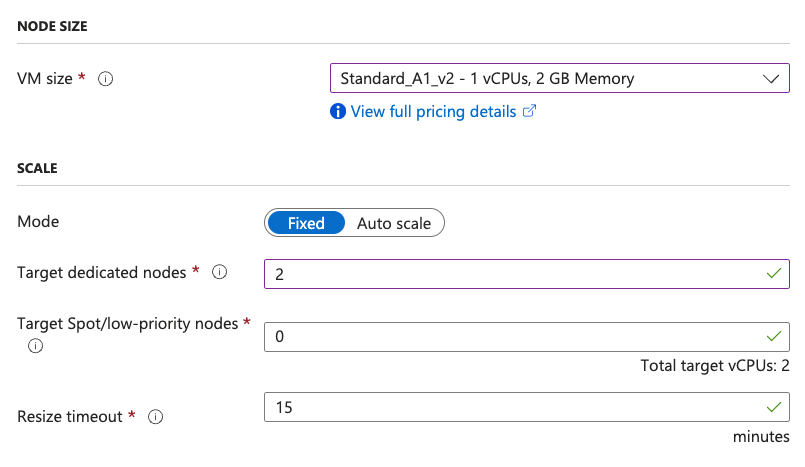 NODE SIZE
VM size *
Standard_A1_v2 - 1 vCPUs, 2 GB Memory
View full pricing details
SCALE
Mode
Fixed Auto scale
Target dedicated nodes *
2
Target Spot/low-priority nodes *
0
Total target vCPUs: 2
Resize timeout *
15
minutes